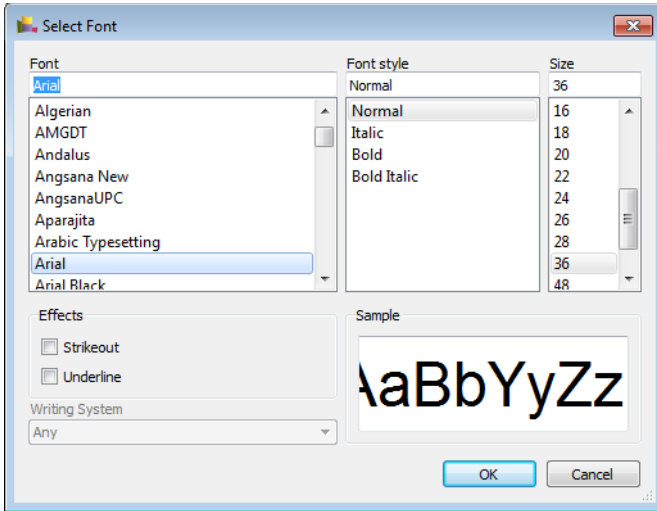 Select Font
Font
Font style
Size
Arial
Normal
36
Algerian
AMGDT
Andalus
Angsana New
AngsanaUPC
Aparajita
Arabic Typesetting
Arial
Arial Black
Normal
Italic
Bold
Bold Italic
16
18
20
22
24
26
28
36
48
Effects
Strikeout
Underline
Writing System
Any
Sample
AaBbYyZz
OK
Cancel